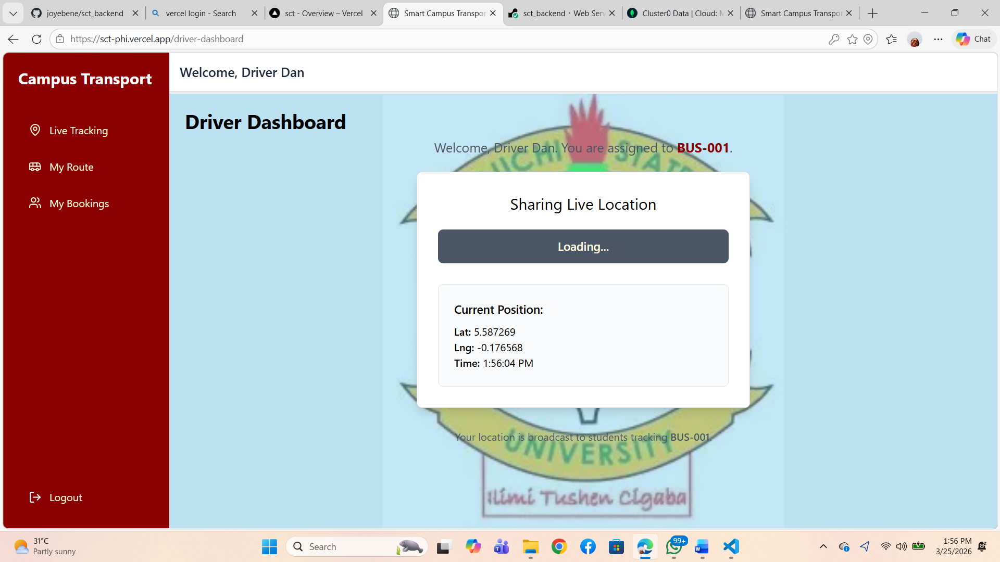 joyebene/sct_backend
vercel login - Search
sct - Overview – Vercel
Smart Campus Transpor
sct_backend · Web Serv
Cluster0 Data | Cloud: M
Smart Campus Transpor
https://sct-phi.vercel.app/driver-dashboard
Chat
Campus Transport
Live Tracking
My Route
My Bookings
Logout
Welcome, Driver Dan
Driver Dashboard
Welcome, Driver Dan. You are assigned to BUS-001.
UCHI STAT
Sharing Live Location
Loading...
Current Position:
Lat: 5.587269
Lng: -0.176568
Time: 1:56:04 PM
Your location is broadcast to students tracking BUS-001.
UNIVERSITY
Ilimi Tushen Cigaba
31°C
Partly sunny
Search
99+
1:56 PM
3/25/2026